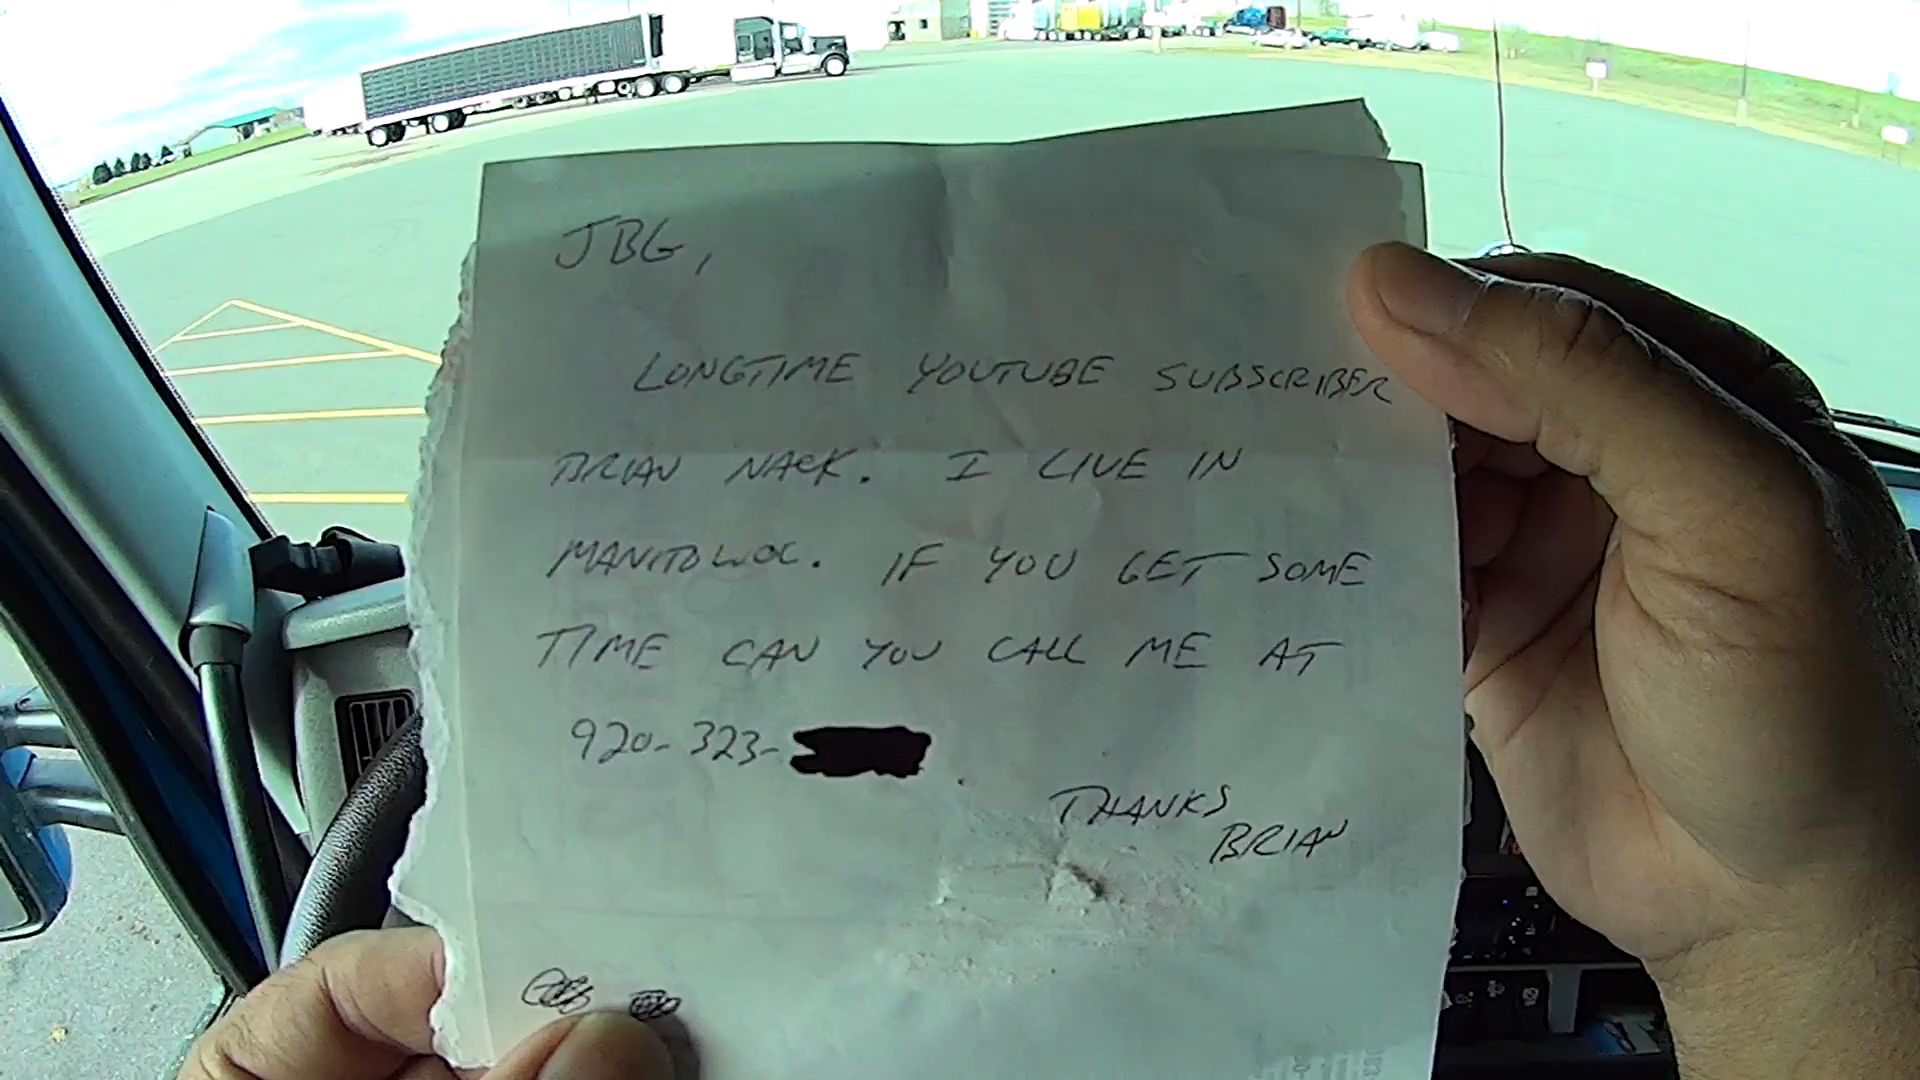 JBG,
LONGTIME YOUTUBE SUBSCRIBER
BRIAN NACK. I LIVE IN
MANITOWOC. IF YOU GET SOME
TIME CAN YOU CALL ME AT
920-323-
THANKS
BRIAN